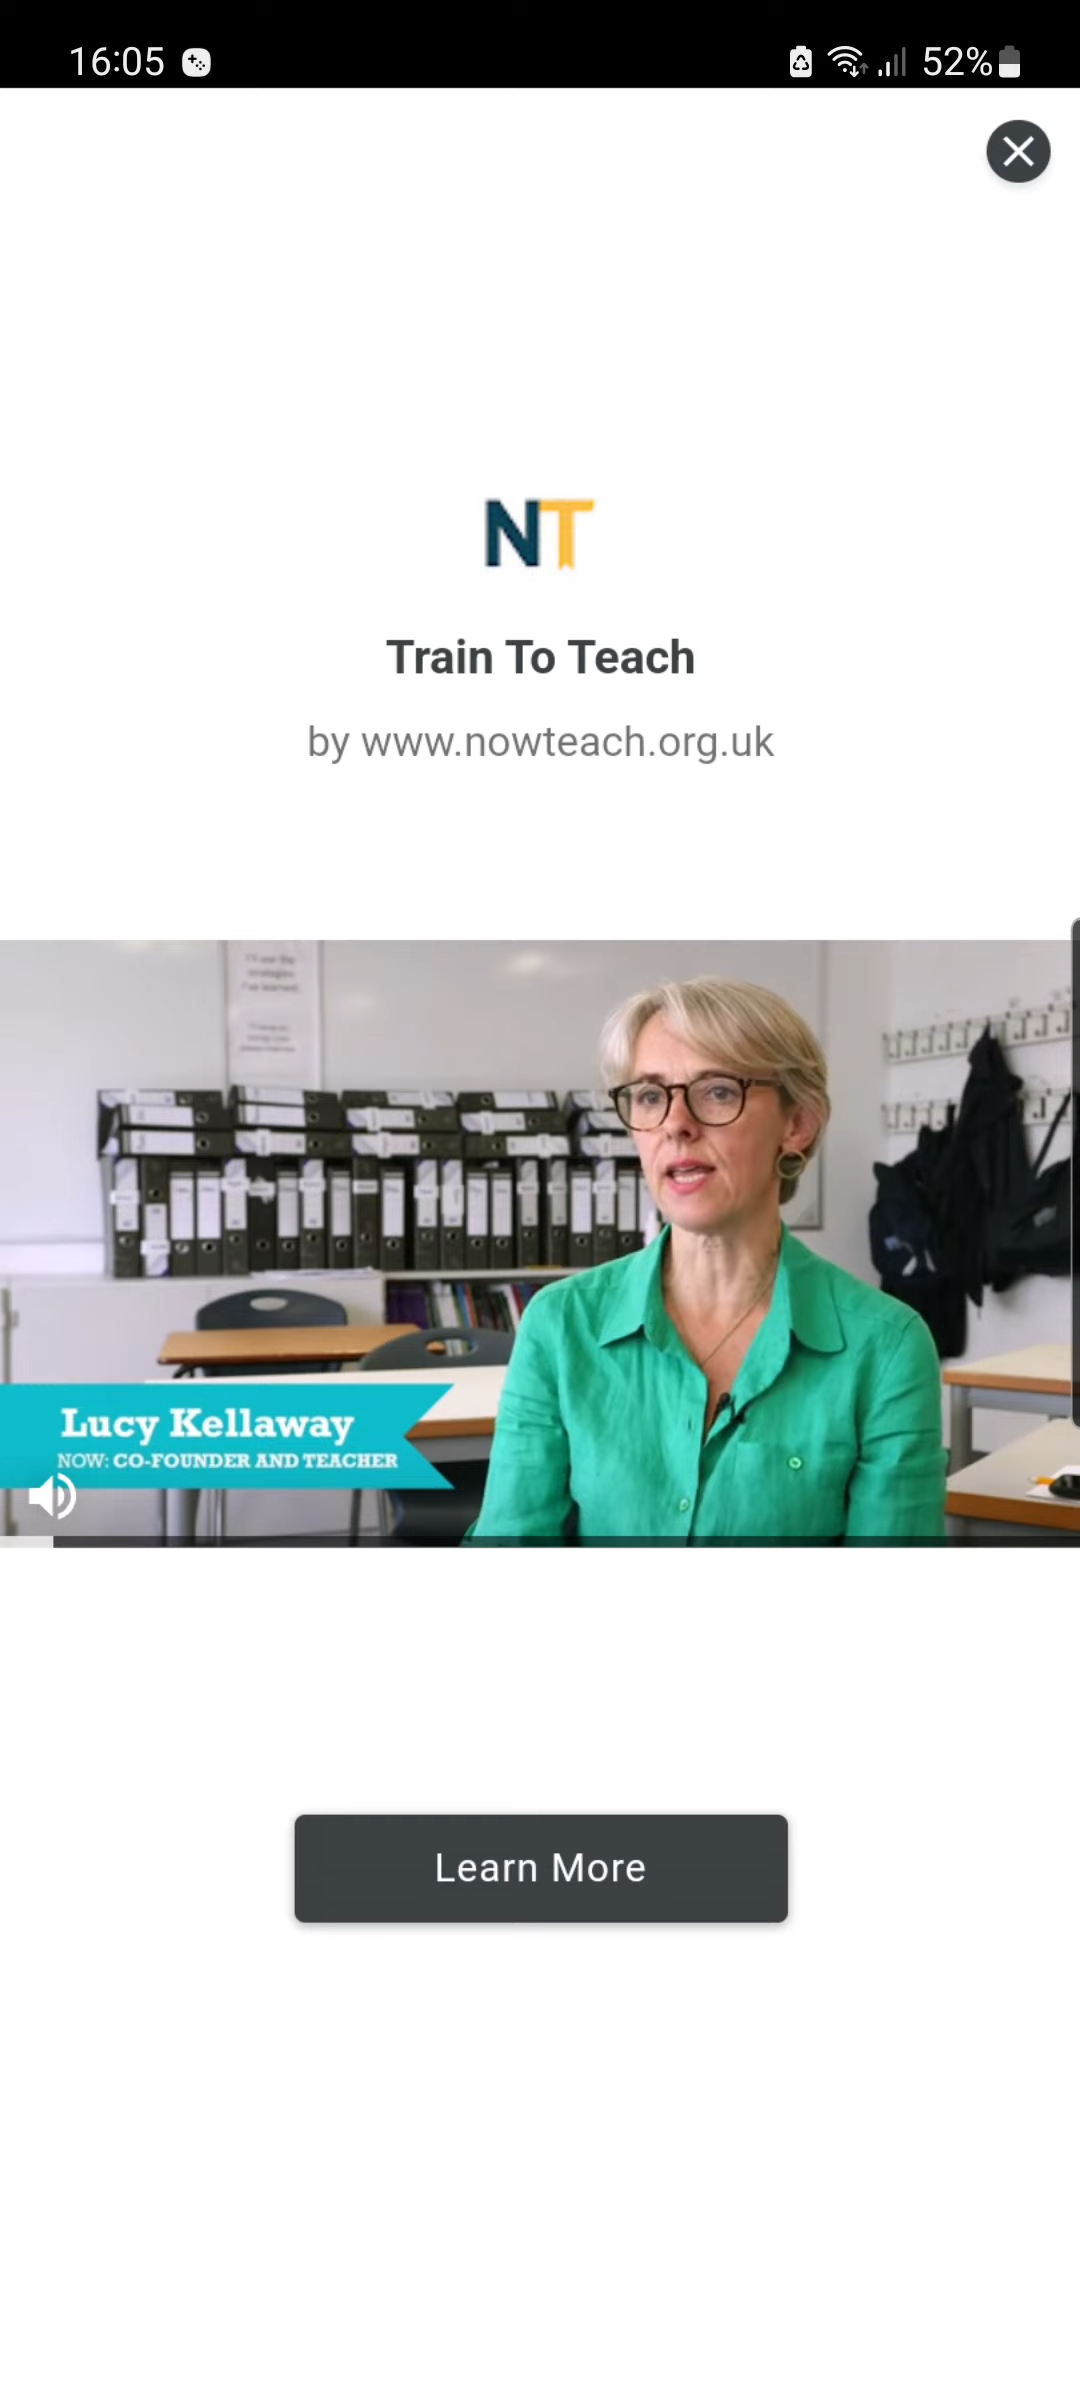 16:05
52%
NT
Train To Teach
by www.nowteach.org.uk
Lucy Kellaway
NOW: CO-FOUNDER AND TEACHER
Learn More